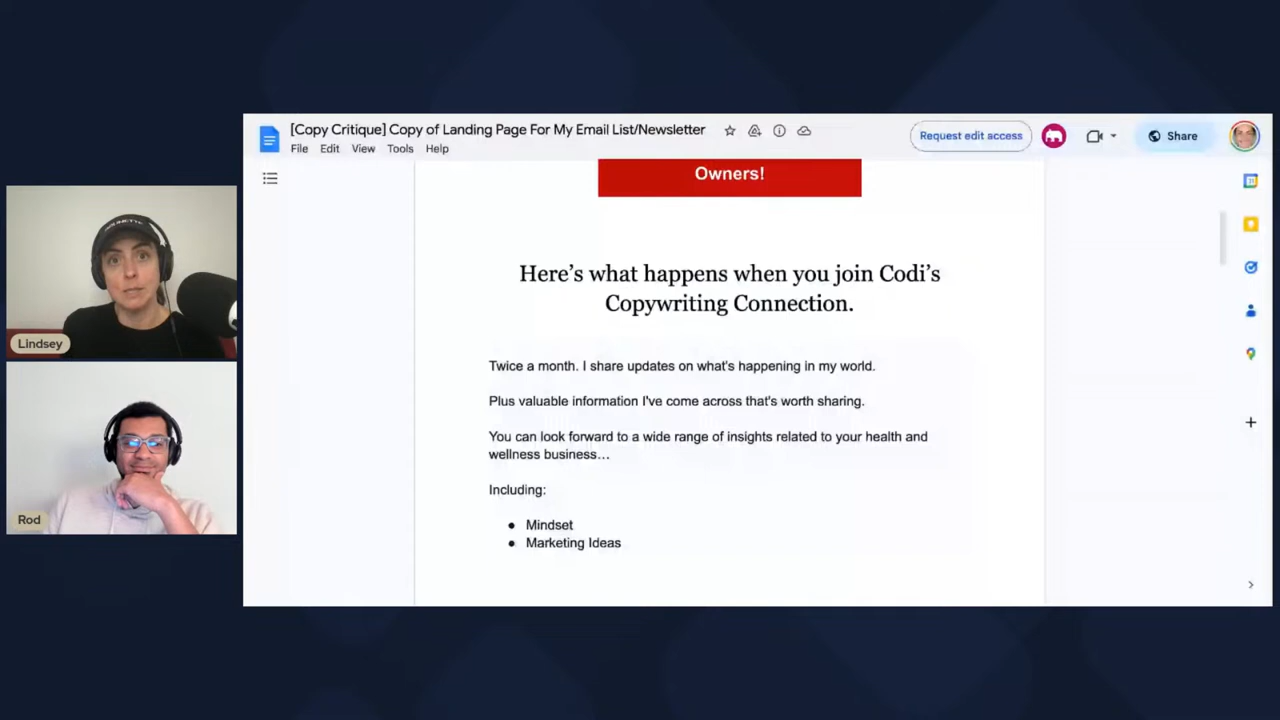 [Copy Critique] Copy of Landing Page For My Email List/Newsletter
File Edit View Tools Help
Request edit access
Share
Owners!
Here’s what happens when you join Codi’s
Copywriting Connection.
Twice a month. I share updates on what's happening in my world.
Plus valuable information I've come across that's worth sharing.
You can look forward to a wide range of insights related to your health and
wellness business…
Including:
● Mindset
● Marketing Ideas
Lindsey
Rod